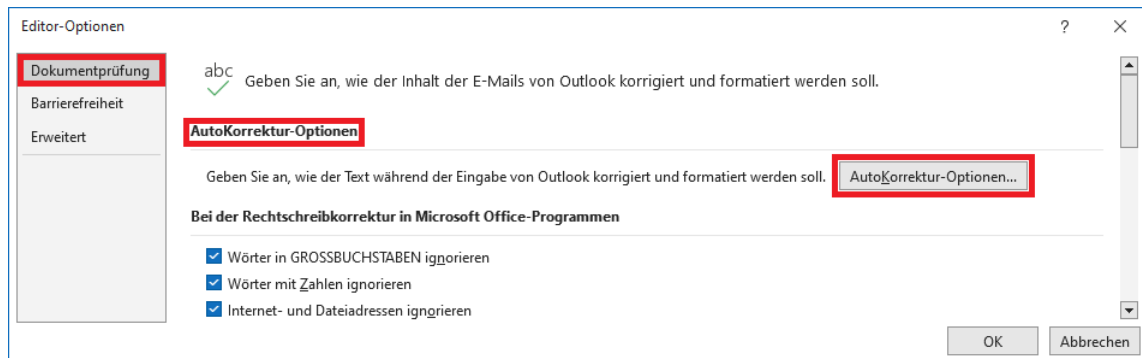 Editor-Optionen
?
Dokumentprüfung
Barrierefreiheit
Erweitert
abc
Geben Sie an, wie der Inhalt der E-Mails von Outlook korrigiert und formatiert werden soll.
AutoKorrektur-Optionen
Geben Sie an, wie der Text während der Eingabe von Outlook korrigiert und formatiert werden soll. AutoKorrektur-Optionen...
Bei der Rechtschreibkorrektur in Microsoft Office-Programmen
Wörter in GROSSBUCHSTABEN ignorieren
Wörter mit Zahlen ignorieren
Internet- und Dateiadressen ignorieren
OK
Abbrechen